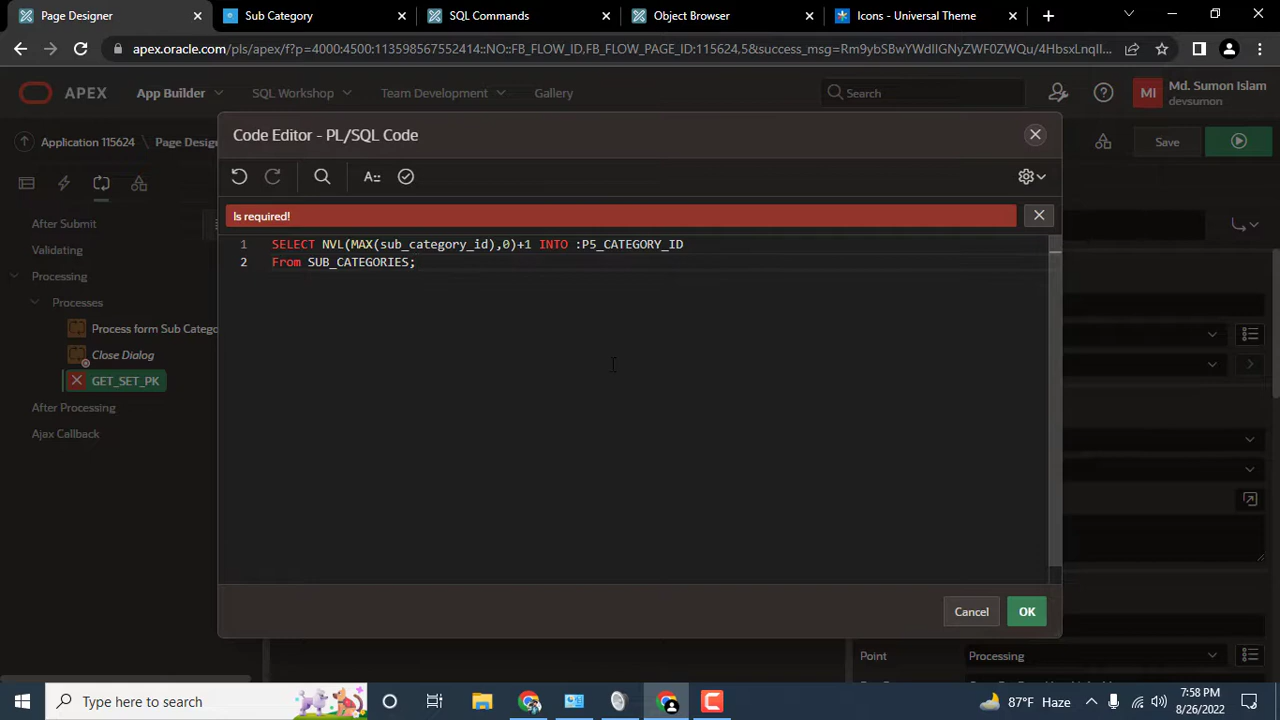 Page Designer
Sub Category
SQL Commands
Object Browser
Icons - Universal Theme
apex.oracle.com/pls/apex/f?p=4000:4500:113598567552414::NO::FB_FLOW_ID,FB_FLOW_PAGE_ID:115624,5&success_msg=Rm9ybSBwYWdlIGNyZWF0ZWQu/4HbsxLnqIl...
APEX
App Builder
SQL Workshop
Team Development
Gallery
Search
MI
Md. Sumon Islam
devsumon
Application 115624
Page Design
Save
Code Editor - PL/SQL Code
Is required!
1 SELECT NVL(MAX(sub_category_id),0)+1 INTO :P5_CATEGORY_ID
2 From SUB_CATEGORIES;
After Submit
Validating
Processing
Processes
Process form Sub Catego
Close Dialog
GET_SET_PK
After Processing
Ajax Callback
Cancel
OK
Point
Processing
Type here to search
87°F Haze
7:58 PM
8/26/2022